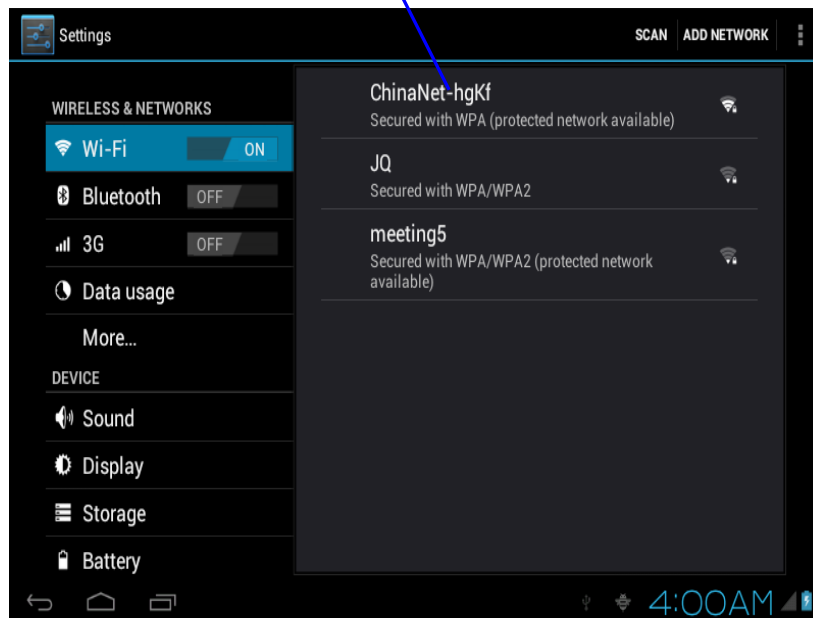 Settings
SCAN
ADD NETWORK
WIRELESS & NETWORKS
Wi-Fi
ON
Bluetooth
OFF
3G
OFF
Data usage
More...
DEVICE
Sound
Display
Storage
Battery
ChinaNet-hgKf
Secured with WPA (protected network available)
JQ
Secured with WPA/WPA2
meeting5
Secured with WPA/WPA2 (protected network
available)
4:00AM